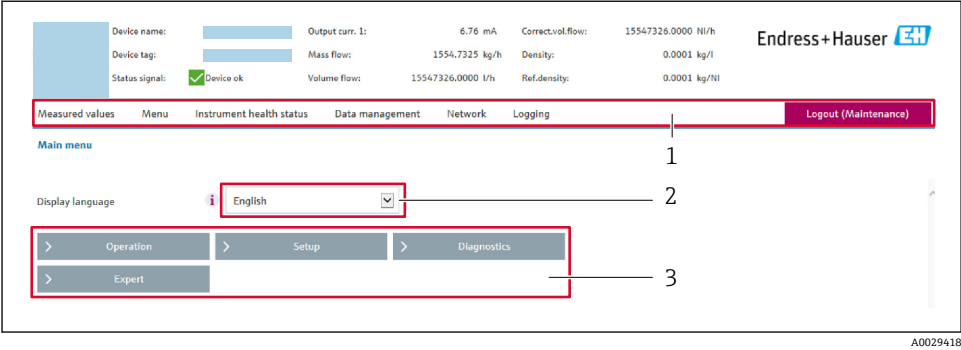 Device name: Output curr. 1: 6.76 mA Correct.vol.flow: 15547326.0000 Nl/h
Endress+Hauser EH
Device tag: Mass flow: 1554.7325 kg/h Density: 0.0001 kg/l
Status signal: Device ok Volume flow: 15547326.0000 l/h Ref.density: 0.0001 kg/Nl
Measured values Menu Instrument health status Data management Network Logging Logout (Maintenance)
1
Main menu
Display language i English 2
Operation Setup Diagnostics
Expert 3
A0029418